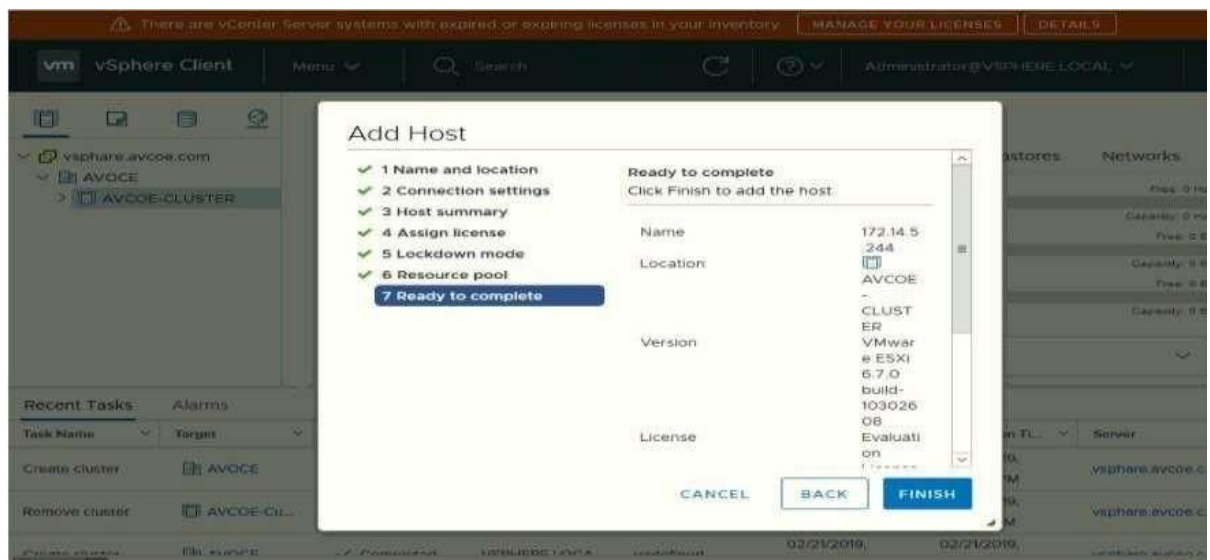 There are vCenter Server systems with expired or expiring licenses in your inventory MANAGE YOUR LICENSES DETAILS
vm vSphere Client Menu Search Administrator@VSPHERE.LOCAL
Add Host
vsphare.avcoe.com
AVOCE
AVCOE-CLUSTER
1 Name and location
2 Connection settings
3 Host summary
4 Assign license
5 Lockdown mode
6 Resource pool
7 Ready to complete
Ready to complete
Click Finish to add the host
Name 172.14.5
.244
Location
AVCOE
-
CLUST
ER
Version VMwar
e ESXi
6.7.0
build-
103026
08
License Evaluati
on
CANCEL BACK FINISH
astores Networks
Recent Tasks Alarms
Task Name Target Server
Create cluster AVOCE vsphare.avcoe.c
Remove cluster AVCOE-Cu... vsphare.avcoe.c
02/21/2019, 02/21/2019,